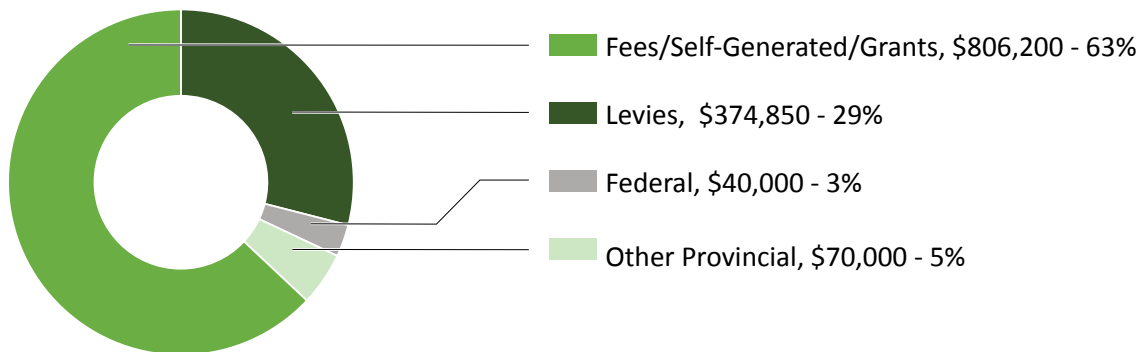 Fees/Self-Generated/Grants, $806,200 - 63%
Levies,  $374,850 - 29%
Federal, $40,000 - 3%
Other Provincial, $70,000 - 5%